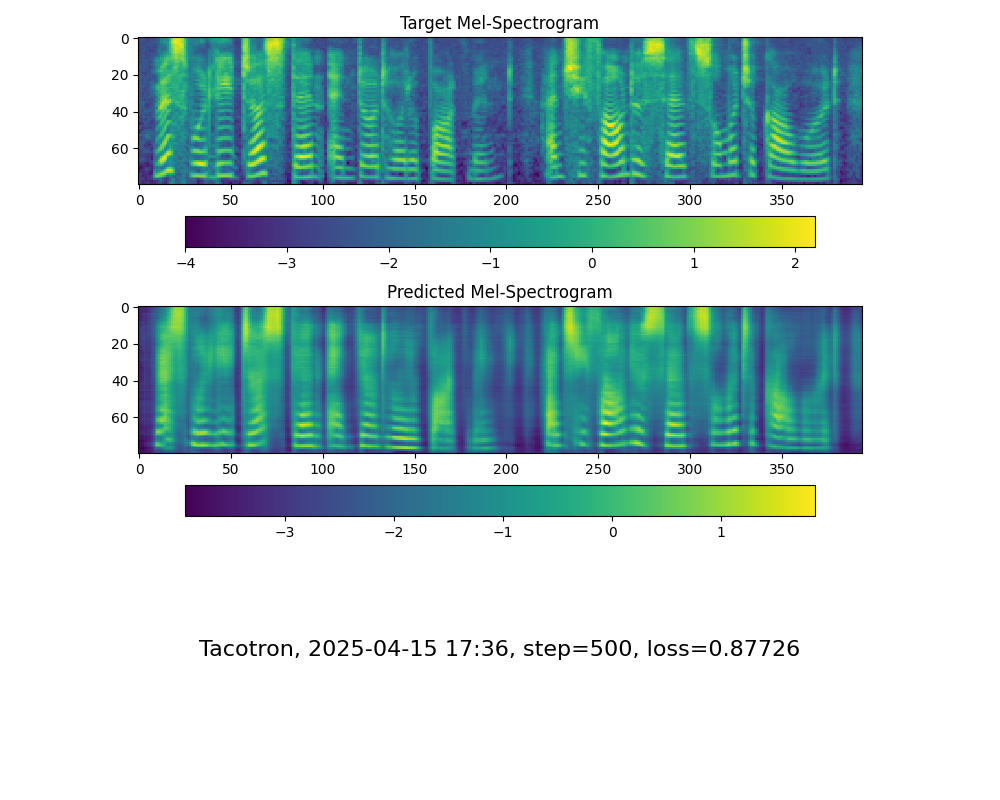 Target Mel-Spectrogram
0
20
40
60
0 50 100 150 200 250 300 350
−4 −3 −2 −1 0 1 2
Predicted Mel-Spectrogram
0
20
40
60
0 50 100 150 200 250 300 350
−3 −2 −1 0 1
Tacotron, 2025-04-15 17:36, step=500, loss=0.87726